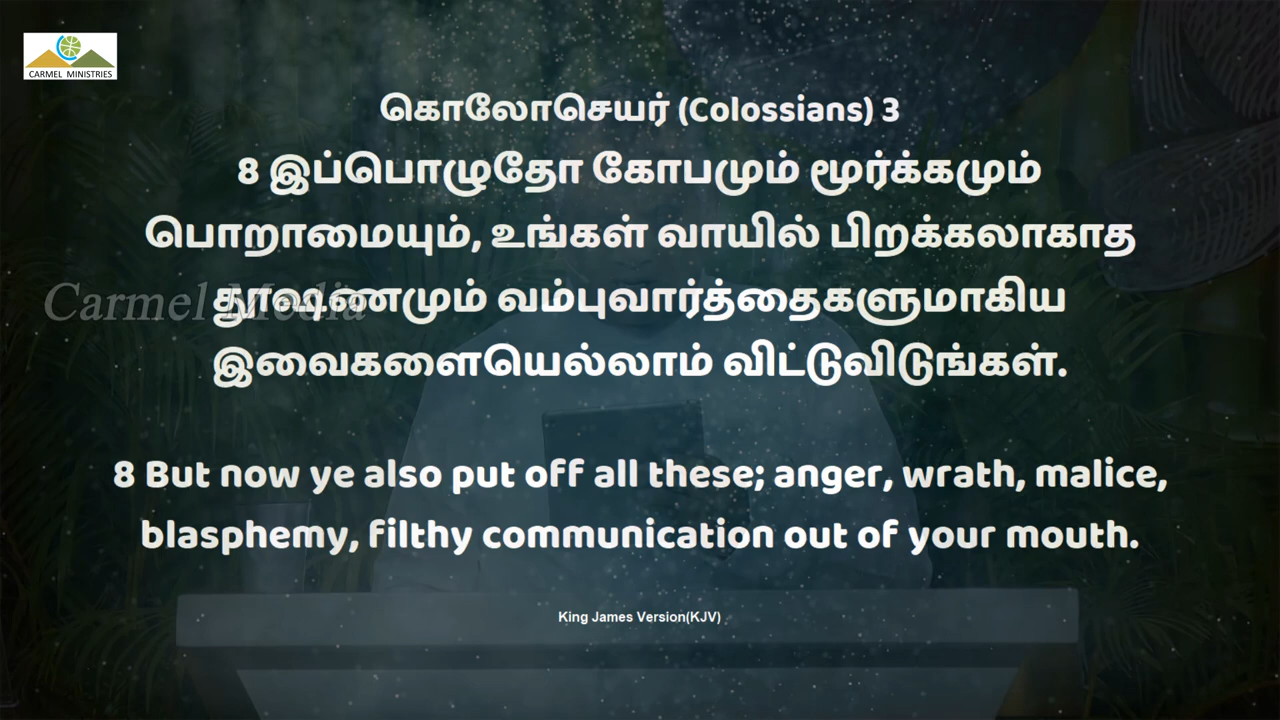 CARMEL MINISTRIES
கொலோசெயர் (Colossians) 3
8 இப்பொழுதோ கோபமும் மூர்க்கமும்
பொறாமையும், உங்கள் வாயில் பிறக்கலாகாத
தூஷணமும் வம்புவார்த்தைகளுமாகிய
Carmel Media
இவைகளையெல்லாம் விட்டுவிடுங்கள்.
8 But now ye also put off all these; anger, wrath, malice,
blasphemy, filthy communication out of your mouth.
King James Version(KJV)